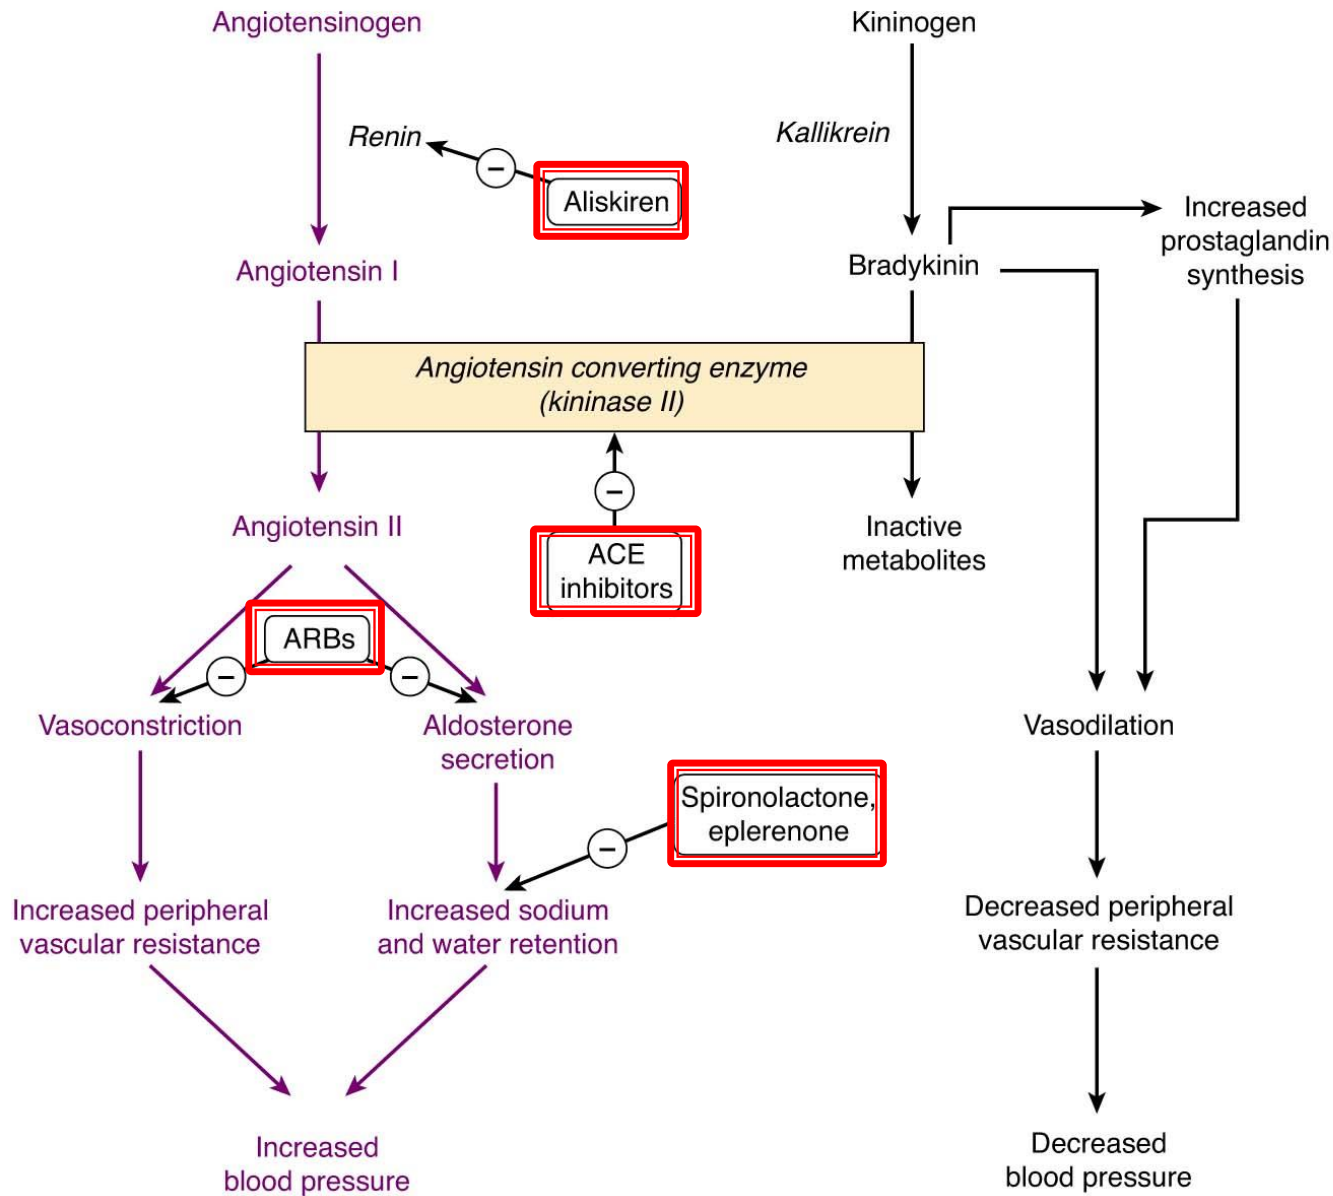 Angiotensinogen
Kininogen
Renin
Kallikrein
Aliskiren
Increased
prostaglandin
synthesis
Angiotensin I
Bradykinin
Angiotensin converting enzyme
(kininase II)
Angiotensin II
ACE
inhibitors
Inactive
metabolites
ARBs
Vasoconstriction
Aldosterone
secretion
Vasodilation
Spironolactone,
eplerenone
Increased peripheral
vascular resistance
Increased sodium
and water retention
Decreased peripheral
vascular resistance
Increased
blood pressure
Decreased
blood pressure